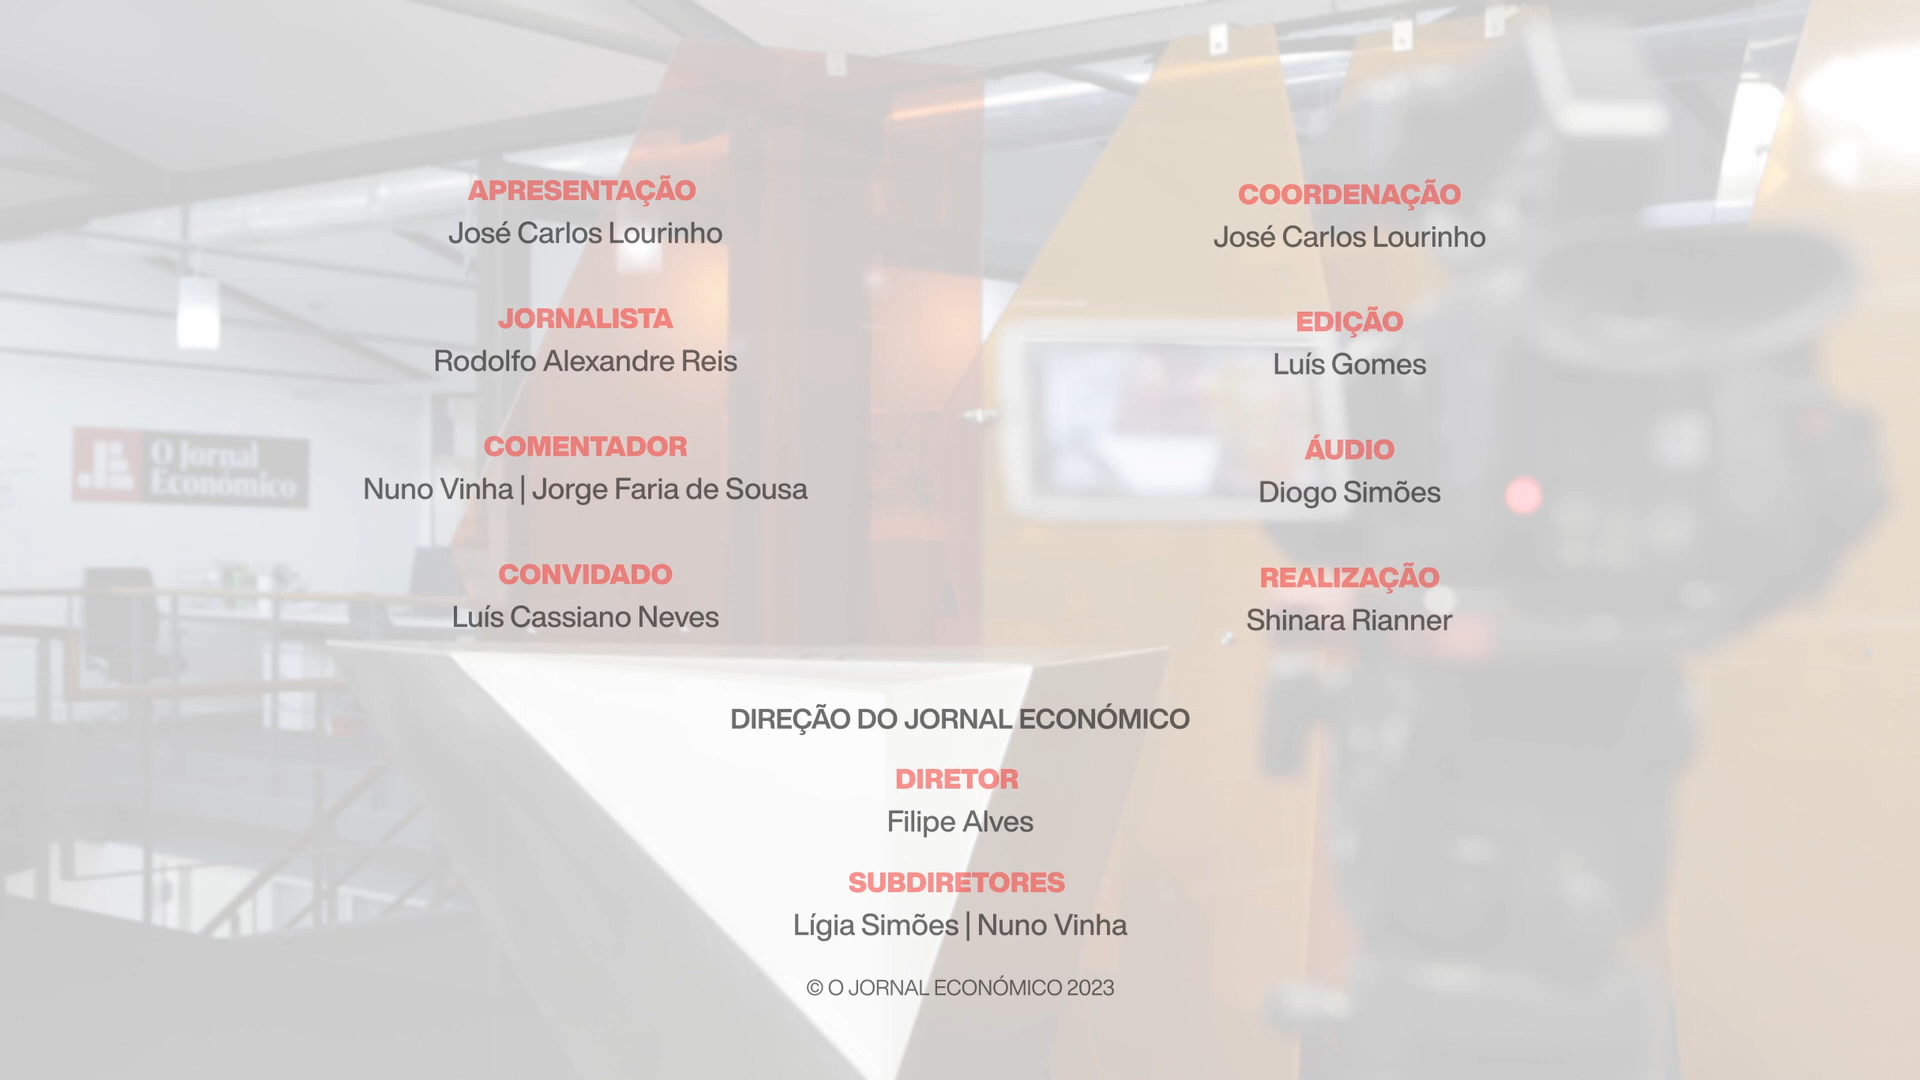 APRESENTAÇÃO
José Carlos Lourinho
JORNALISTA
Rodolfo Alexandre Reis
COMENTADOR
Nuno Vinha | Jorge Faria de Sousa
CONVIDADO
Luís Cassiano Neves
COORDENAÇÃO
José Carlos Lourinho
EDIÇÃO
Luís Gomes
ÁUDIO
Diogo Simões
REALIZAÇÃO
Shinara Rianner
O Jornal
Económico
DIREÇÃO DO JORNAL ECONÓMICO
DIRETOR
Filipe Alves
SUBDIRETORES
Lígia Simões | Nuno Vinha
© O JORNAL ECONÓMICO 2023